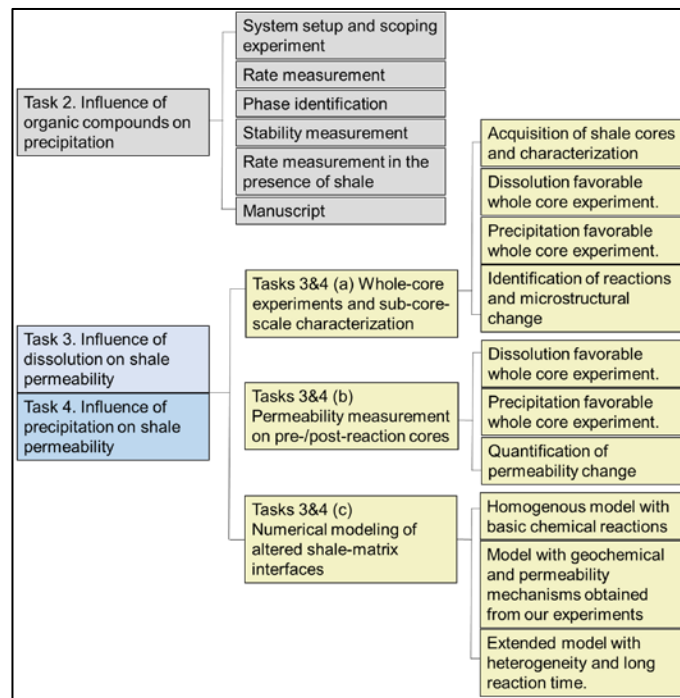 System setup and scoping
experiment
Rate measurement
Task 2. Influence of
organic compounds on
precipitation
Phase identification
Stability measurement
Rate measurement in the
presence of shale
Manuscript
Acquisition of shale cores
and characterization
Dissolution favorable
whole core experiment.
Precipitation favorable
whole core experiment.
Identification of reactions
and microstructural
change
Tasks 3&4 (a) Whole-core
experiments and sub-core-
scale characterization
Task 3. Influence of
dissolution on shale
permeability
Task 4. Influence of
precipitation on shale
permeability
Tasks 3&4 (b)
Permeability measurement
on pre-/post-reaction cores
Dissolution favorable
whole core experiment.
Precipitation favorable
whole core experiment.
Quantification of
permeability change
Tasks 3&4 (c)
Numerical modeling of
altered shale-matrix
interfaces
Homogenous model with
basic chemical reactions
Model with geochemical
and permeability
mechanisms obtained
from our experiments
Extended model with
heterogeneity and long
reaction time.